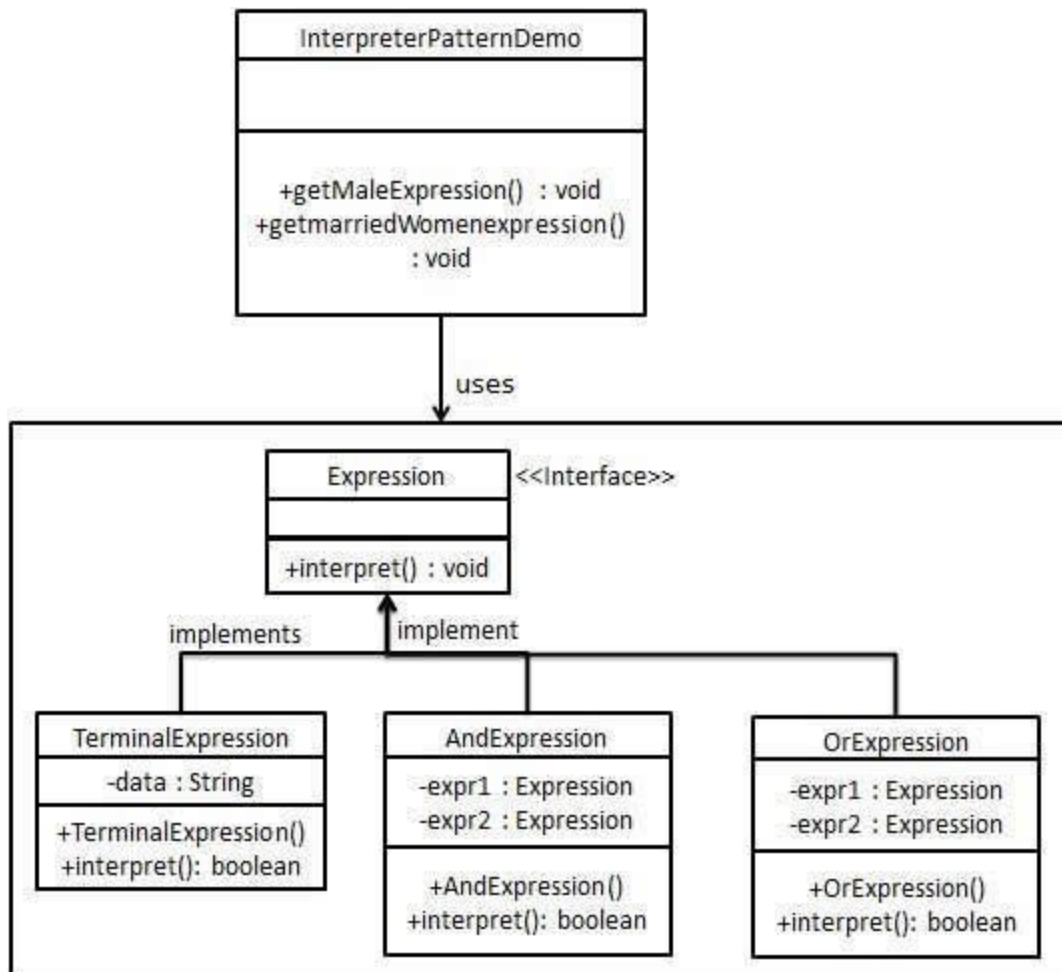 InterpreterPatternDemo
+getMaleExpression() : void
+getmarriedWomenexpression()
: void
uses
Expression
<<Interface>>
+interpret() : void
implements
implement
TerminalExpression
-data : String
+TerminalExpression()
+interpret(): boolean
AndExpression
-expr1 : Expression
-expr2 : Expression
+AndExpression()
+interpret(): boolean
OrExpression
-expr1 : Expression
-expr2 : Expression
+OrExpression()
+interpret(): boolean